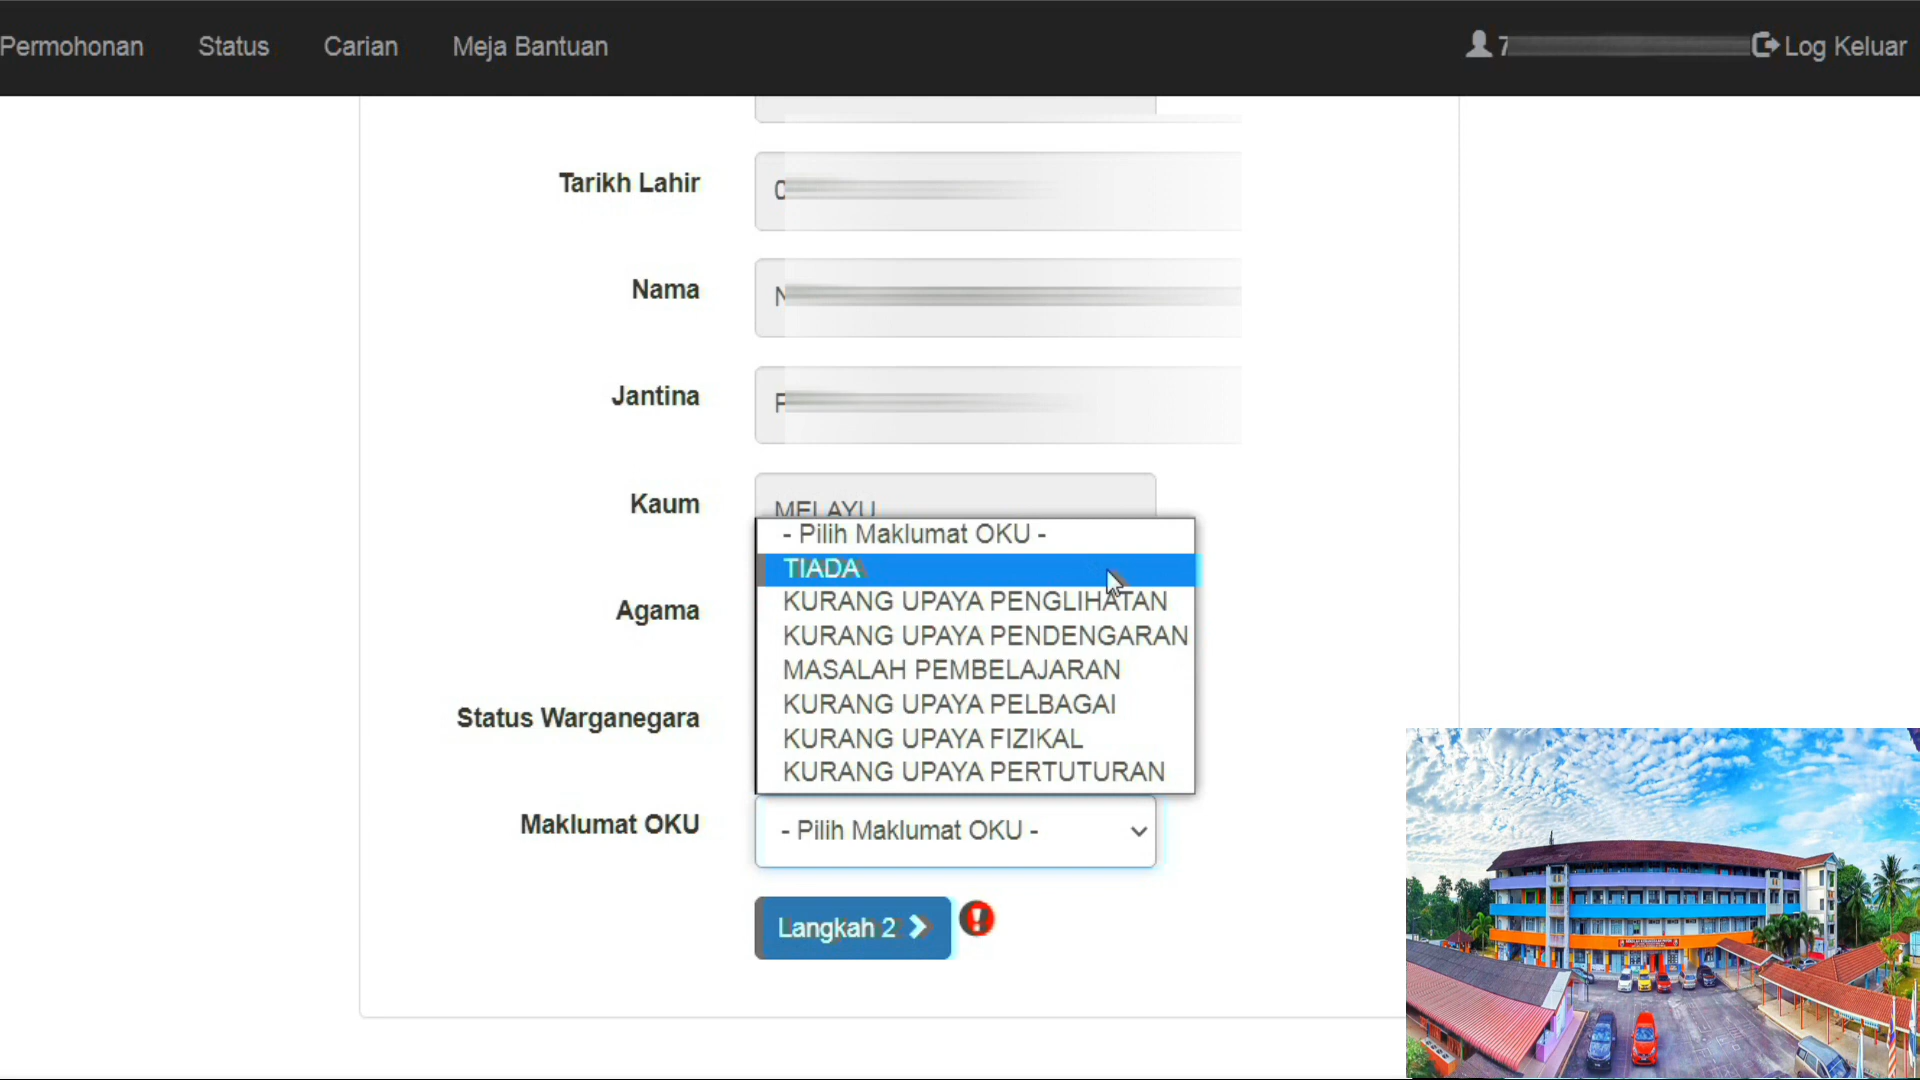 Permohonan
Status
Carian
Meja Bantuan
7
Log Keluar
Tarikh Lahir
Nama
N
Jantina
Kaum
MELAYU
- Pilih Maklumat OKU -
TIADA
KURANG UPAYA PENGLIHATAN
KURANG UPAYA PENDENGARAN
MASALAH PEMBELAJARAN
KURANG UPAYA PELBAGAI
KURANG UPAYA FIZIKAL
KURANG UPAYA PERTUTURAN
Agama
Status Warganegara
Maklumat OKU
- Pilih Maklumat OKU -
Langkah 2